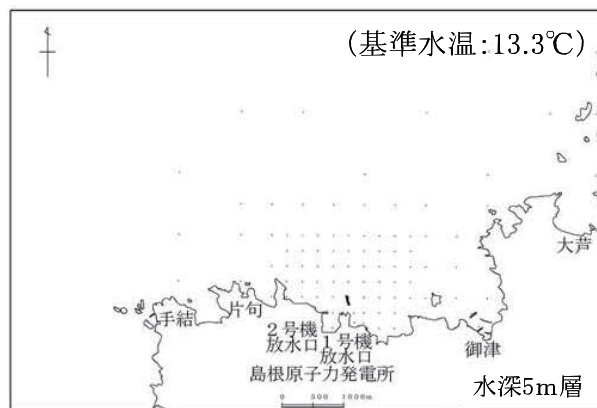 (基準水温:13.3℃)
大芦
手結
片句
2号機
放水口
1号機
放水口
御津
島根原子力発電所
水深5m層
0 500 1000m